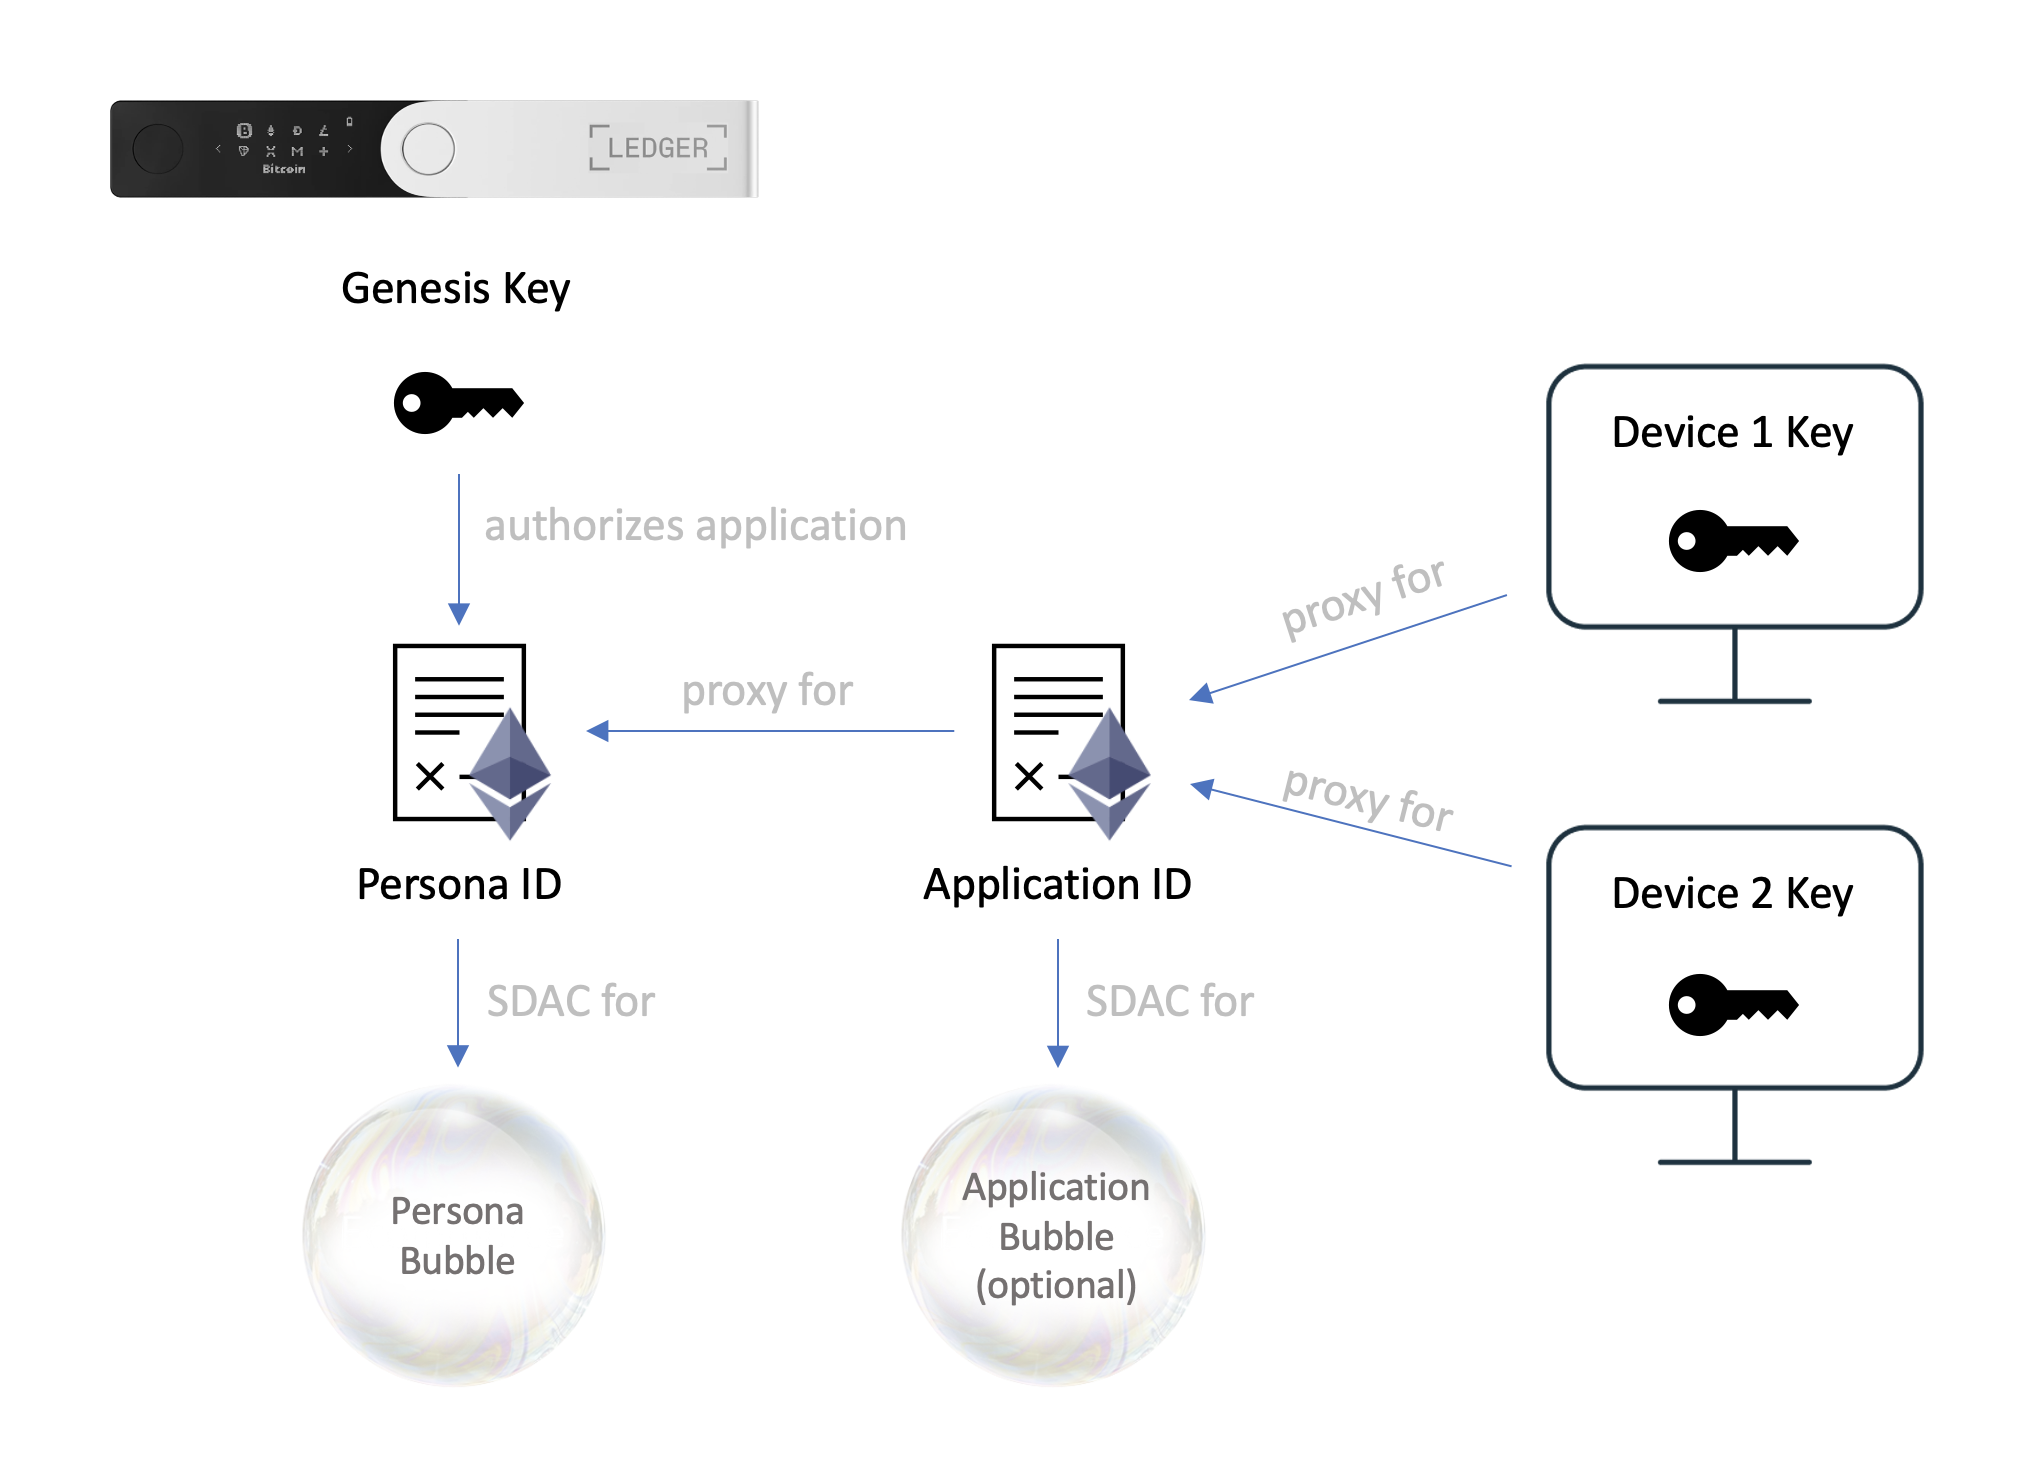 Bitcoin
LEDGER
Genesis Key
authorizes application
Device 1 Key
proxy for
proxy for
proxy for
Persona ID
Application ID
Device 2 Key
SDAC for
SDAC for
Persona
Bubble
Application
Bubble
(optional)